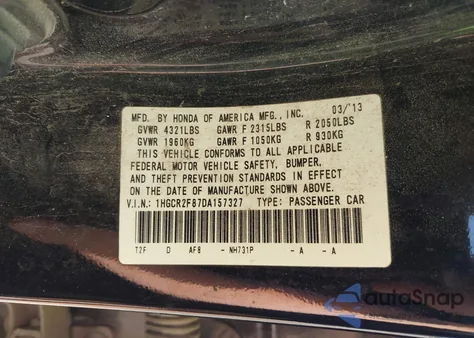 MFD. BY HONDA OF AMERICA MFG., INC. 03/13
GVWR 4321LBS GAWR F 2315LBS R 2050LBS
GVWR 1960KG GAWR F 1050KG R 930KG
THIS VEHICLE CONFORMS TO ALL APPLICABLE
FEDERAL MOTOR VEHICLE SAFETY, BUMPER,
AND THEFT PREVENTION STANDARDS IN EFFECT
ON THE DATE OF MANUFACTURE SHOWN ABOVE.
V.I.N.: 1HGCR2F87DA157327 TYPE: PASSENGER CAR
T2F D AF8 - NH731P - A - A
autoSnap